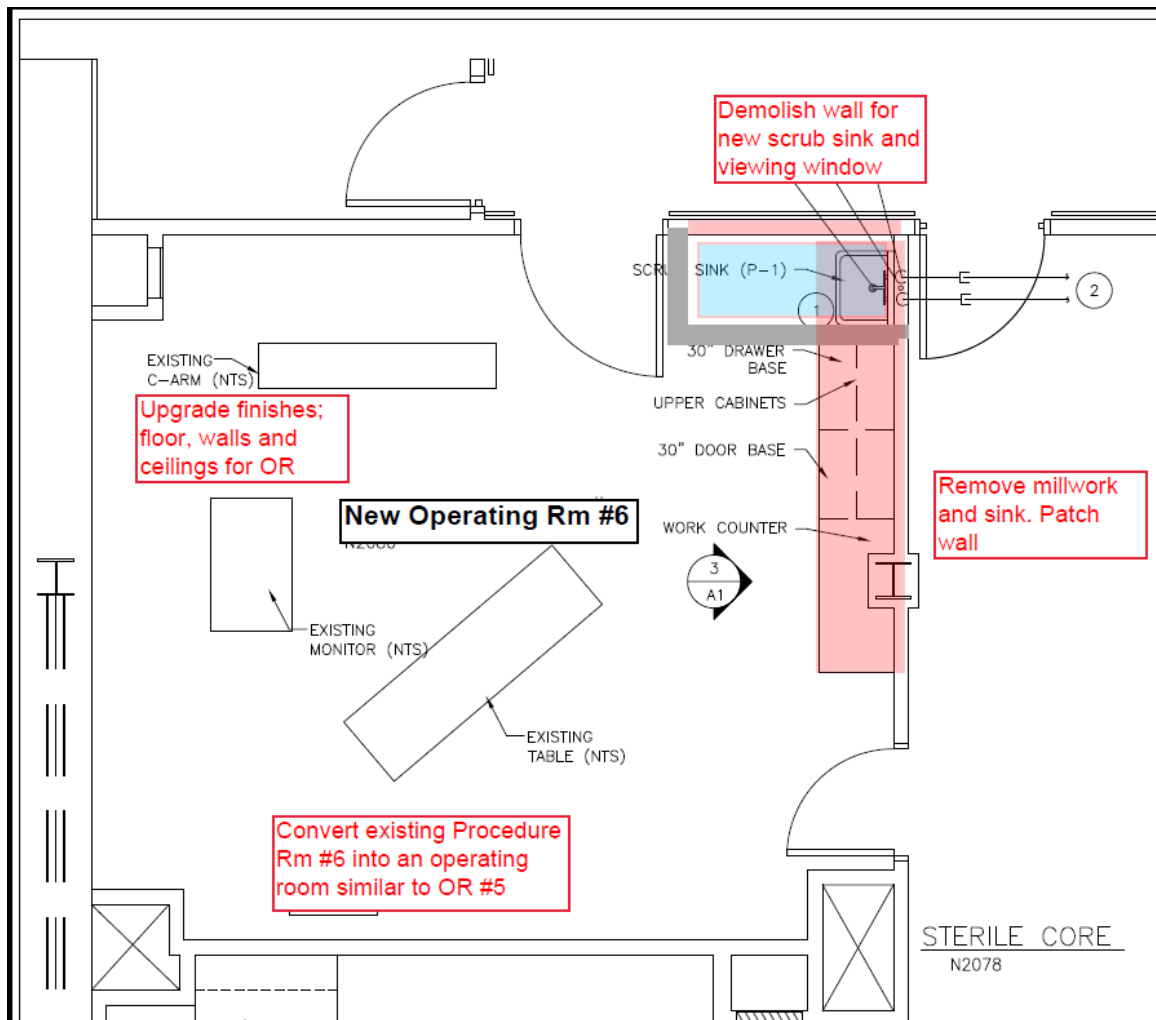 Demolish wall for
new scrub sink and
viewing window
SCRU SINK (P-1)
1
2
30" DRAWER
BASE
EXISTING
C-ARM (NTS)
UPPER CABINETS
Upgrade finishes;
floor, walls and
ceilings for OR
30" DOOR BASE
Remove millwork
and sink. Patch
wall
New Operating Rm #6
WORK COUNTER
3
A1
EXISTING
MONITOR (NTS)
EXISTING
TABLE (NTS)
Convert existing Procedure
Rm #6 into an operating
room similar to OR #5
STERILE CORE
N2078